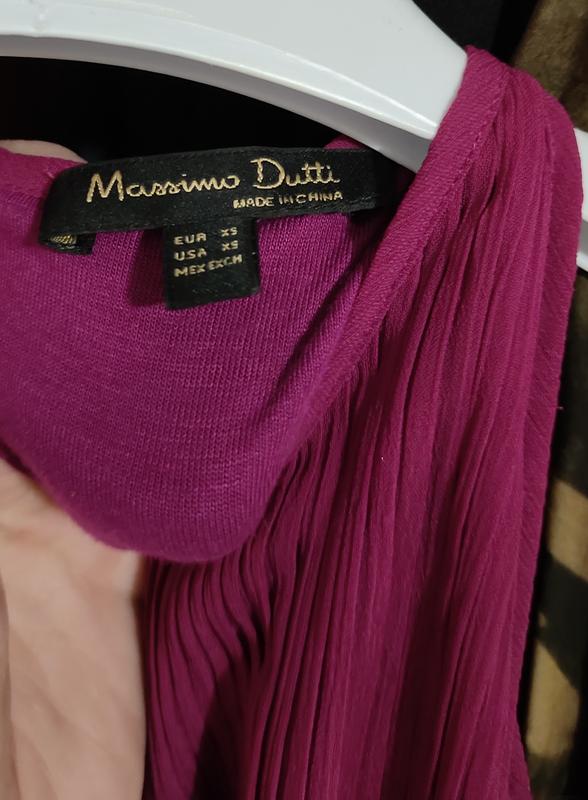 Massimo Dutti
MADE IN CHINA
EUR XS
USA XS
MEX EXCH